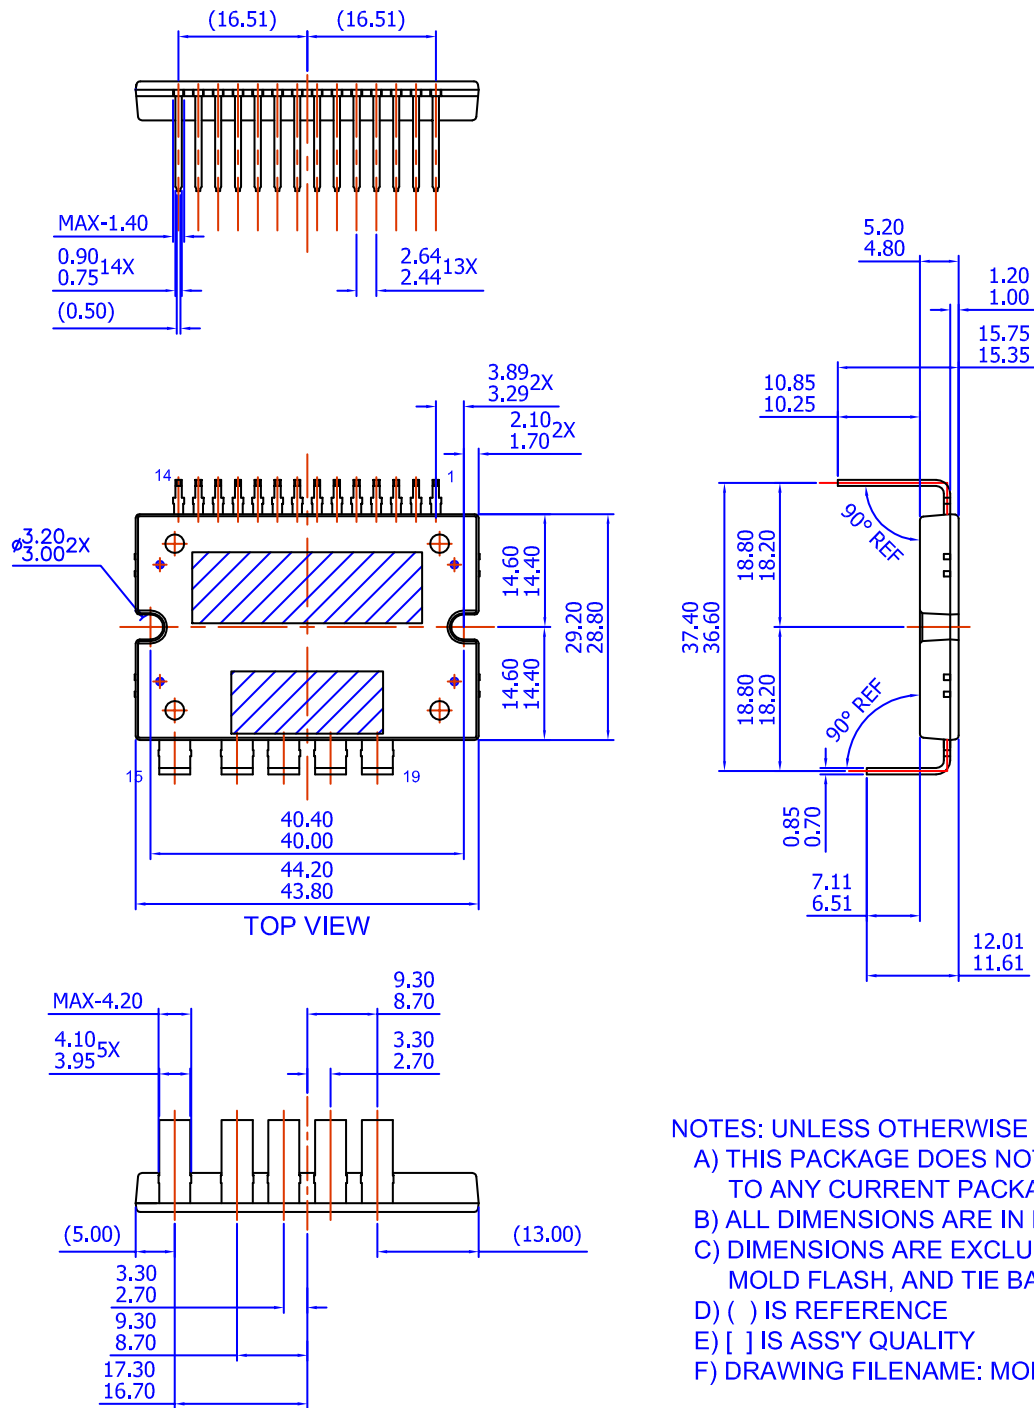 (16.51) (16.51)
MAX-1.40
0.90
0.75 14X
(0.50)
2.64
2.44 13X
5.20
4.80
1.20
1.00
15.75
15.35
10.85
10.25
3.89
3.29 2X
2.10
1.70 2X
14 1
ø3.20
3.00 2X
14.60
14.40
29.20
28.80
14.60
14.40
15 19
40.40
40.00
44.20
43.80
TOP VIEW
90° REF
18.80
18.20
37.40
36.60
18.80
18.20
90° REF
0.85
0.70
7.11
6.51
12.01
11.61
MAX-4.20
4.10
3.95 5X
9.30
8.70
3.30
2.70
(5.00) (13.00)
3.30
2.70
9.30
8.70
17.30
16.70
NOTES: UNLESS OTHERWISE
A) THIS PACKAGE DOES NOT
TO ANY CURRENT PACKA
B) ALL DIMENSIONS ARE IN
C) DIMENSIONS ARE EXCLU
MOLD FLASH, AND TIE BA
D) ( ) IS REFERENCE
E) [ ] IS ASS'Y QUALITY
F) DRAWING FILENAME: MO